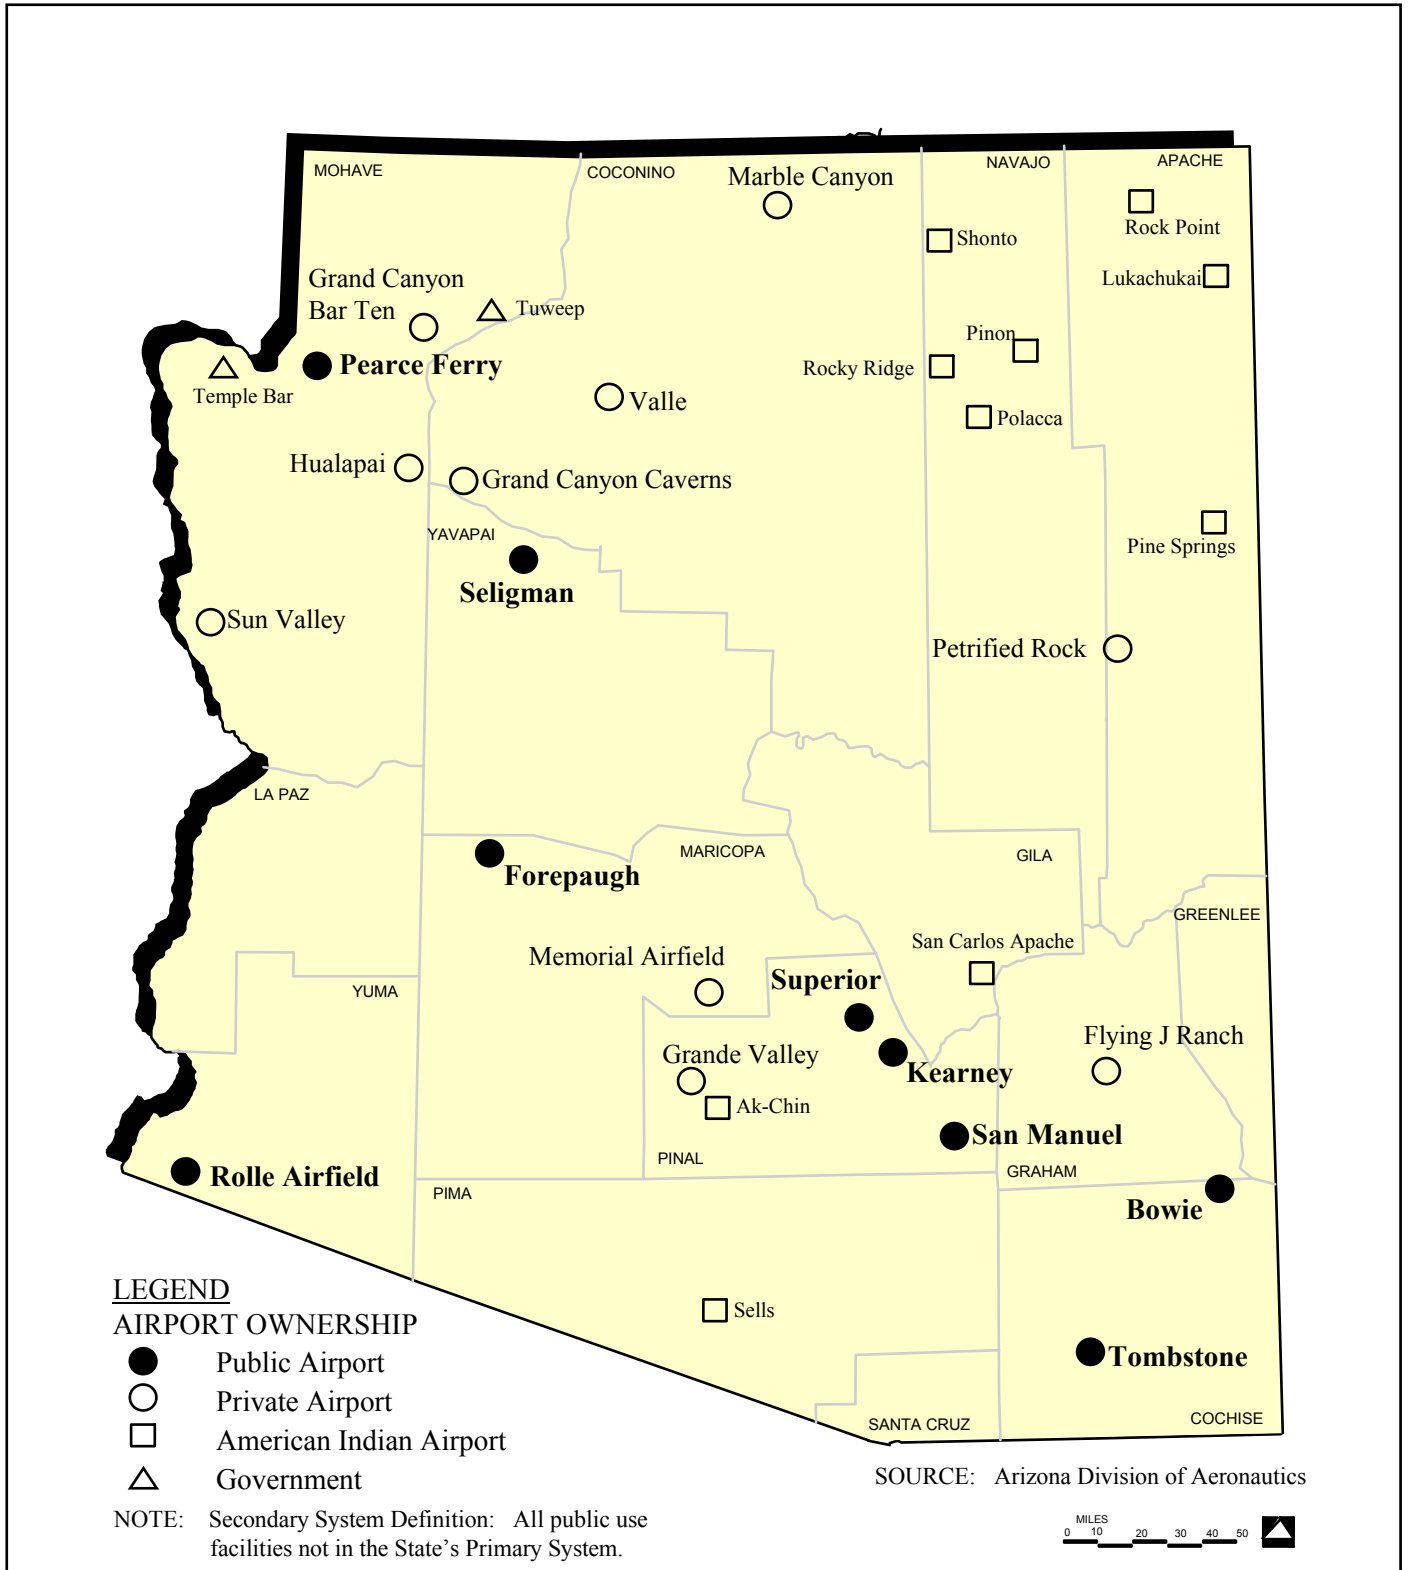 MOHAVE
COCONINO
NAVAJO
APACHE
Marble Canyon
Rock Point
Shonto
Lukachukai
Grand Canyon
Bar Ten
Tuweep
Pinon
Pearce Ferry
Rocky Ridge
Temple Bar
Valle
Polacca
Hualapai
Grand Canyon Caverns
YAVAPAI
Pine Springs
Seligman
Sun Valley
Petrified Rock
LA PAZ
MARICOPA
GILA
Forepaugh
GREENLEE
San Carlos Apache
Memorial Airfield
Superior
YUMA
Flying J Ranch
Grande Valley
Kearney
Ak-Chin
San Manuel
PINAL
GRAHAM
Rolle Airfield
PIMA
Bowie
Sells
Tombstone
SANTA CRUZ
COCHISE
LEGEND
AIRPORT OWNERSHIP
Public Airport
Private Airport
American Indian Airport
Government
SOURCE: Arizona Division of Aeronautics
NOTE: Secondary System Definition: All public use
facilities not in the State's Primary System.
MILES
0 10 20 30 40 50